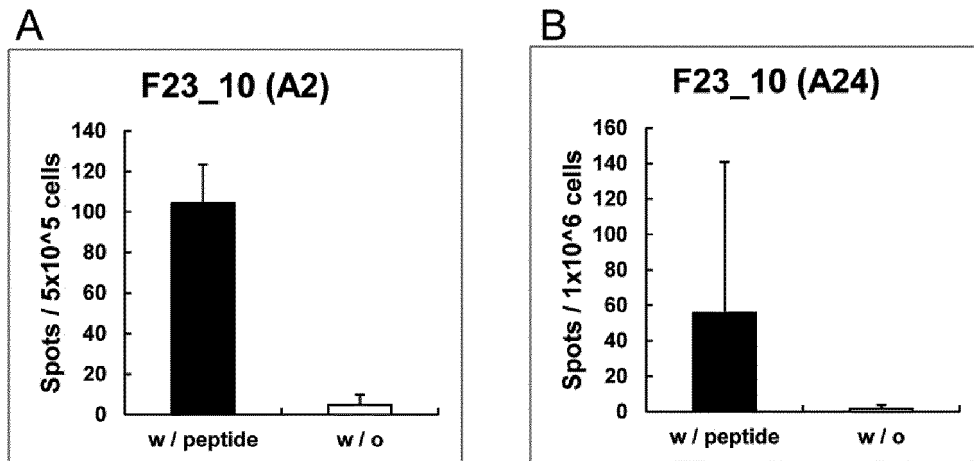 A
F23_10 (A2)
Spots / 5x10^5 cells
140
120
100
80
60
40
20
0
w / peptide
w / o
B
F23_10 (A24)
Spots / 1x10^6 cells
160
140
120
100
80
60
40
20
0
w / peptide
w / o